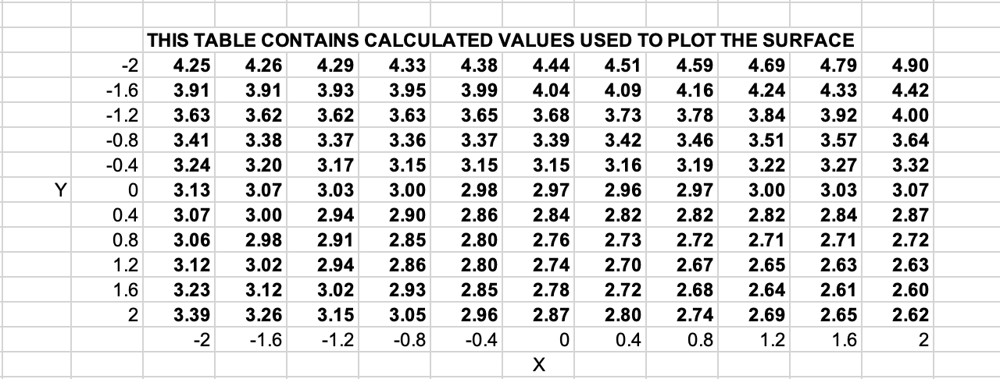 THIS TABLE CONTAINS CALCULATED VALUES USED TO PLOT THE SURFACE
-2 4.25 4.26 4.29 4.33 4.38 4.44 4.51 4.59 4.69 4.79 4.90
-1.6 3.91 3.91 3.93 3.95 3.99 4.04 4.09 4.16 4.24 4.33 4.42
-1.2 3.63 3.62 3.62 3.63 3.65 3.68 3.73 3.78 3.84 3.92 4.00
-0.8 3.41 3.38 3.37 3.36 3.37 3.39 3.42 3.46 3.51 3.57 3.64
-0.4 3.24 3.20 3.17 3.15 3.15 3.15 3.16 3.19 3.22 3.27 3.32
Y 0 3.13 3.07 3.03 3.00 2.98 2.97 2.96 2.97 3.00 3.03 3.07
0.4 3.07 3.00 2.94 2.90 2.86 2.84 2.82 2.82 2.82 2.84 2.87
0.8 3.06 2.98 2.91 2.85 2.80 2.76 2.73 2.72 2.71 2.71 2.72
1.2 3.12 3.02 2.94 2.86 2.80 2.74 2.70 2.67 2.65 2.63 2.63
1.6 3.23 3.12 3.02 2.93 2.85 2.78 2.72 2.68 2.64 2.61 2.60
2 3.39 3.26 3.15 3.05 2.96 2.87 2.80 2.74 2.69 2.65 2.62
-2 -1.6 -1.2 -0.8 -0.4 0 0.4 0.8 1.2 1.6 2
X